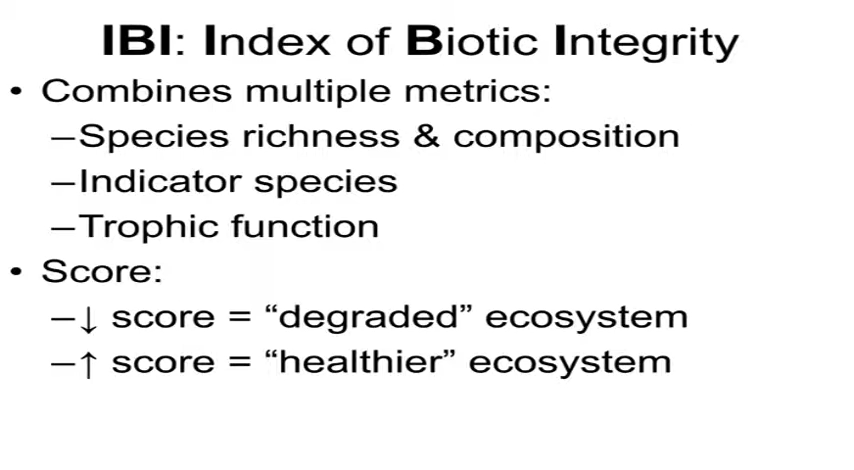 IBI: Index of Biotic Integrity
• Combines multiple metrics:
–Species richness & composition
–Indicator species
–Trophic function
• Score:
–↓ score = “degraded” ecosystem
–↑ score = “healthier” ecosystem